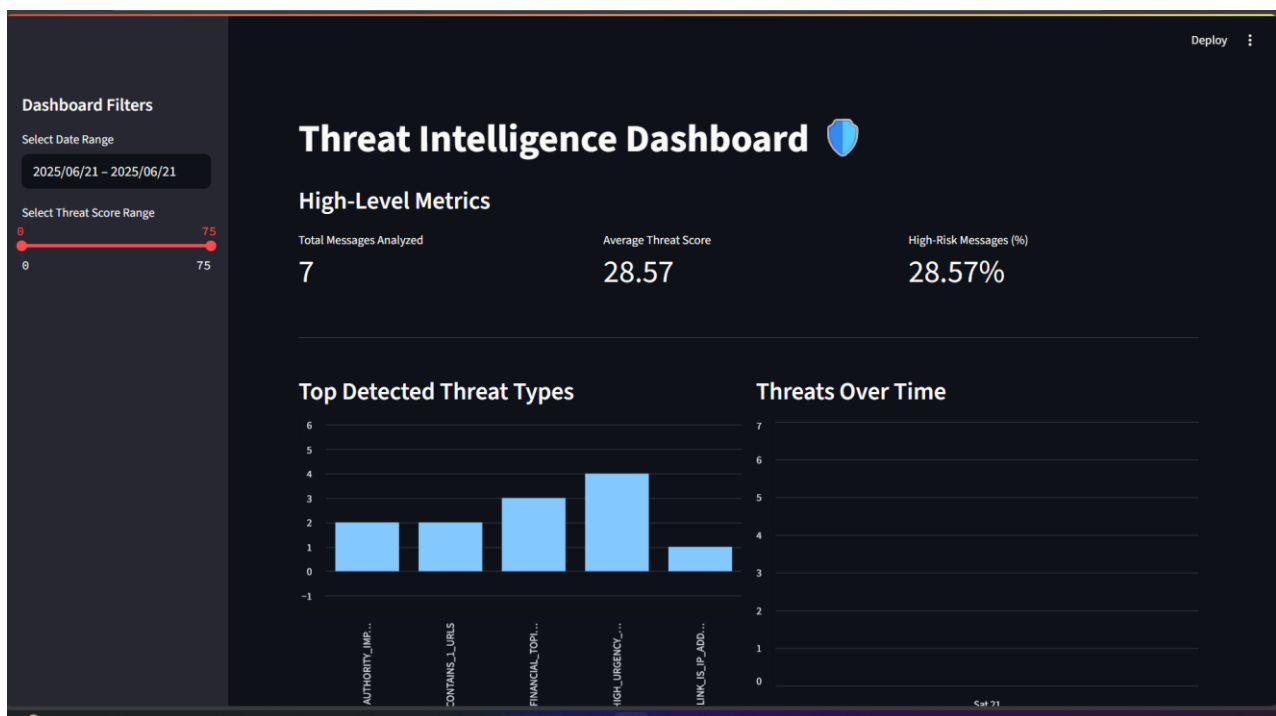 Deploy
Dashboard Filters
Select Date Range
2025/06/21 – 2025/06/21
Select Threat Score Range
0 75
0 75
Threat Intelligence Dashboard
High-Level Metrics
Total Messages Analyzed
7
Average Threat Score
28.57
High-Risk Messages (%)
28.57%
Top Detected Threat Types
6
5
4
3
2
1
0
−1
AUTHORITY_IMP…
CONTAINS_1_URLS
FINANCIAL_TOPI…
HIGH_URGENCY_…
LINK_IS_IP_ADD…
Threats Over Time
7
6
5
4
3
2
1
0
Sat 21